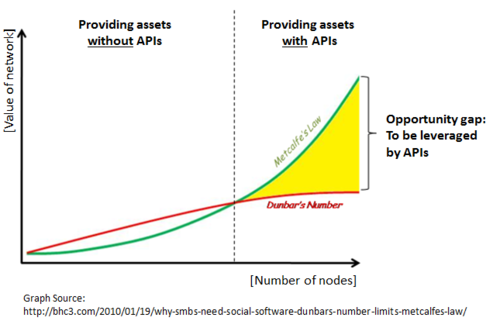 Providing assets
without APIs
Providing assets
with APIs
[Value of network]
Metcalfe's Law
Opportunity gap:
To be leveraged
by APIs
Dunbar's Number
[Number of nodes]
Graph Source:
http://bhc3.com/2010/01/19/why-smbs-need-social-software-dunbars-number-limits-metcalfes-law/